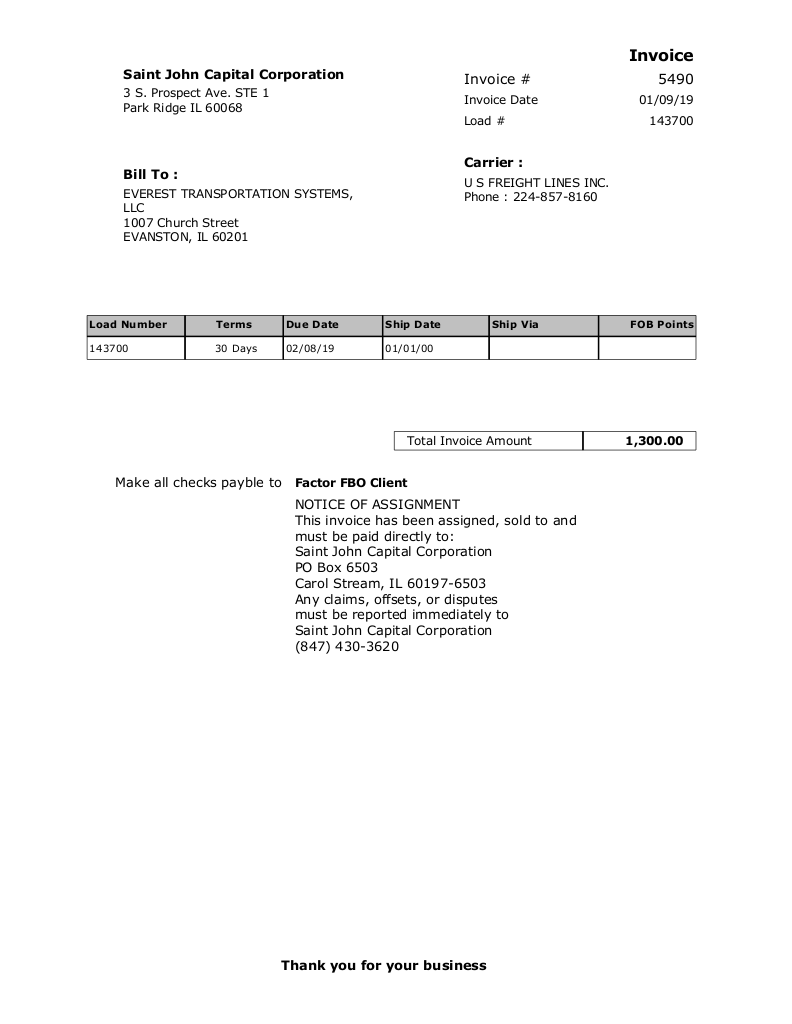 Invoice
Saint John Capital Corporation
3 S. Prospect Ave. STE 1
Park Ridge IL 60068
Invoice # 5490
Invoice Date 01/09/19
Load # 143700
Bill To :
EVEREST TRANSPORTATION SYSTEMS,
LLC
1007 Church Street
EVANSTON, IL 60201
Carrier :
U S FREIGHT LINES INC.
Phone : 224-857-8160
Load Number Terms Due Date Ship Date Ship Via FOB Points
143700 30 Days 02/08/19 01/01/00
Total Invoice Amount 1,300.00
Make all checks payble to Factor FBO Client
NOTICE OF ASSIGNMENT
This invoice has been assigned, sold to and
must be paid directly to:
Saint John Capital Corporation
PO Box 6503
Carol Stream, IL 60197-6503
Any claims, offsets, or disputes
must be reported immediately to
Saint John Capital Corporation
(847) 430-3620
Thank you for your business